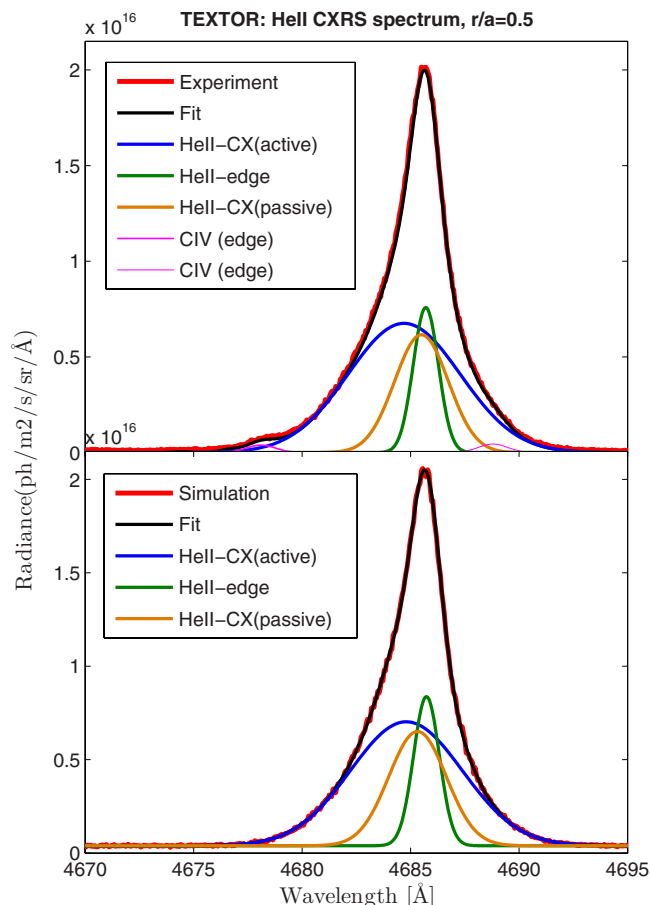 TEXTOR: HeII CXRS spectrum, r/a=0.5
x 10^16
2
1.5
1
0.5
0
Experiment
Fit
HeII−CX(active)
HeII−edge
HeII−CX(passive)
CIV (edge)
CIV (edge)
Radiance(ph/m2/s/sr/Å)
x 10^16
2
1.5
1
0.5
0
Simulation
Fit
HeII−CX(active)
HeII−edge
HeII−CX(passive)
4670 4675 4680 4685 4690 4695
Wavelength [Å]